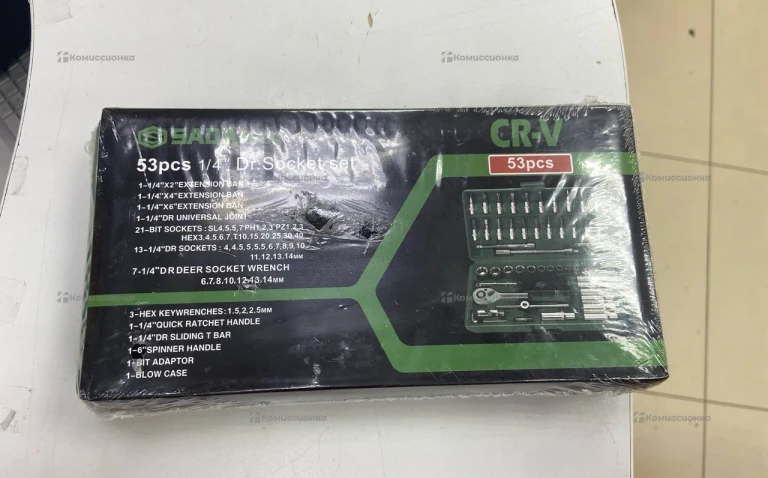 Комиссионка
Комиссионка
CR-V
53pcs
53pcs 1/4" Dr.Socket set
1-1/4"X2"EXTENSION BAR
1-1/4"X4"EXTENSION BAR
1-1/4"X6"EXTENSION BAR
1-1/4"DR UNIVERSAL JOINT
21-BIT SOCKETS : SL4,5.5,7PH1,2,3 PZ1,2,3
HEX3,4,5,6,7,T10,15,20,25,30,40
13-1/4"DR SOCKETS : 4,4.5,5,5.5,6,7,8,9,10,
11,12,13,14MM
7-1/4"DR DEER SOCKET WRENCH
6.7.8.10.12.13.14MM
3-HEX KEYWRENCHES:1.5,2,2.5MM
1-1/4"QUICK RATCHET HANDLE
1-1/4"DR SLIDING T BAR
1-6"SPINNER HANDLE
1-BIT ADAPTOR
1-BLOW CASE
Комиссионка
Комиссионка
Комиссионка
Комиссионка
Комиссионка
Комиссионка